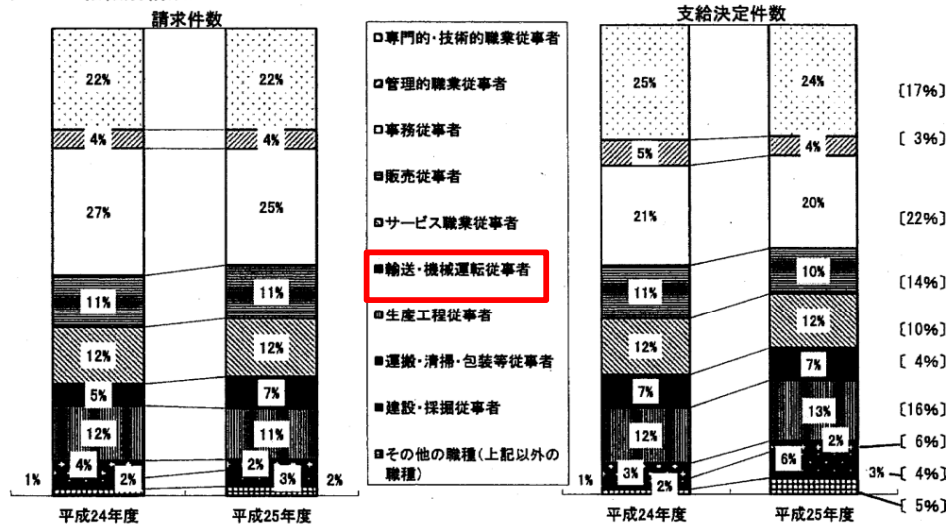 請求件数
支給決定件数
22%
22%
4%
4%
27%
25%
11%
11%
12%
12%
5%
7%
12%
11%
4%
2%
2%
3%
1%
2%
平成24年度
平成25年度
専門的・技術的職業従事者
管理的職業従事者
事務従事者
販売従事者
サービス職業従事者
輸送・機械運転従事者
生産工程従事者
運搬・清掃・包装等従事者
建設・採掘従事者
その他の職種(上記以外の
職種)
25%
24%
5%
4%
21%
20%
11%
10%
12%
12%
7%
7%
12%
13%
3%
2%
2%
6%
1%
3%
平成24年度
平成25年度
[17%]
[ 3%]
[22%]
[14%]
[10%]
[ 4%]
[16%]
[ 6%]
[ 4%]
[ 5%]